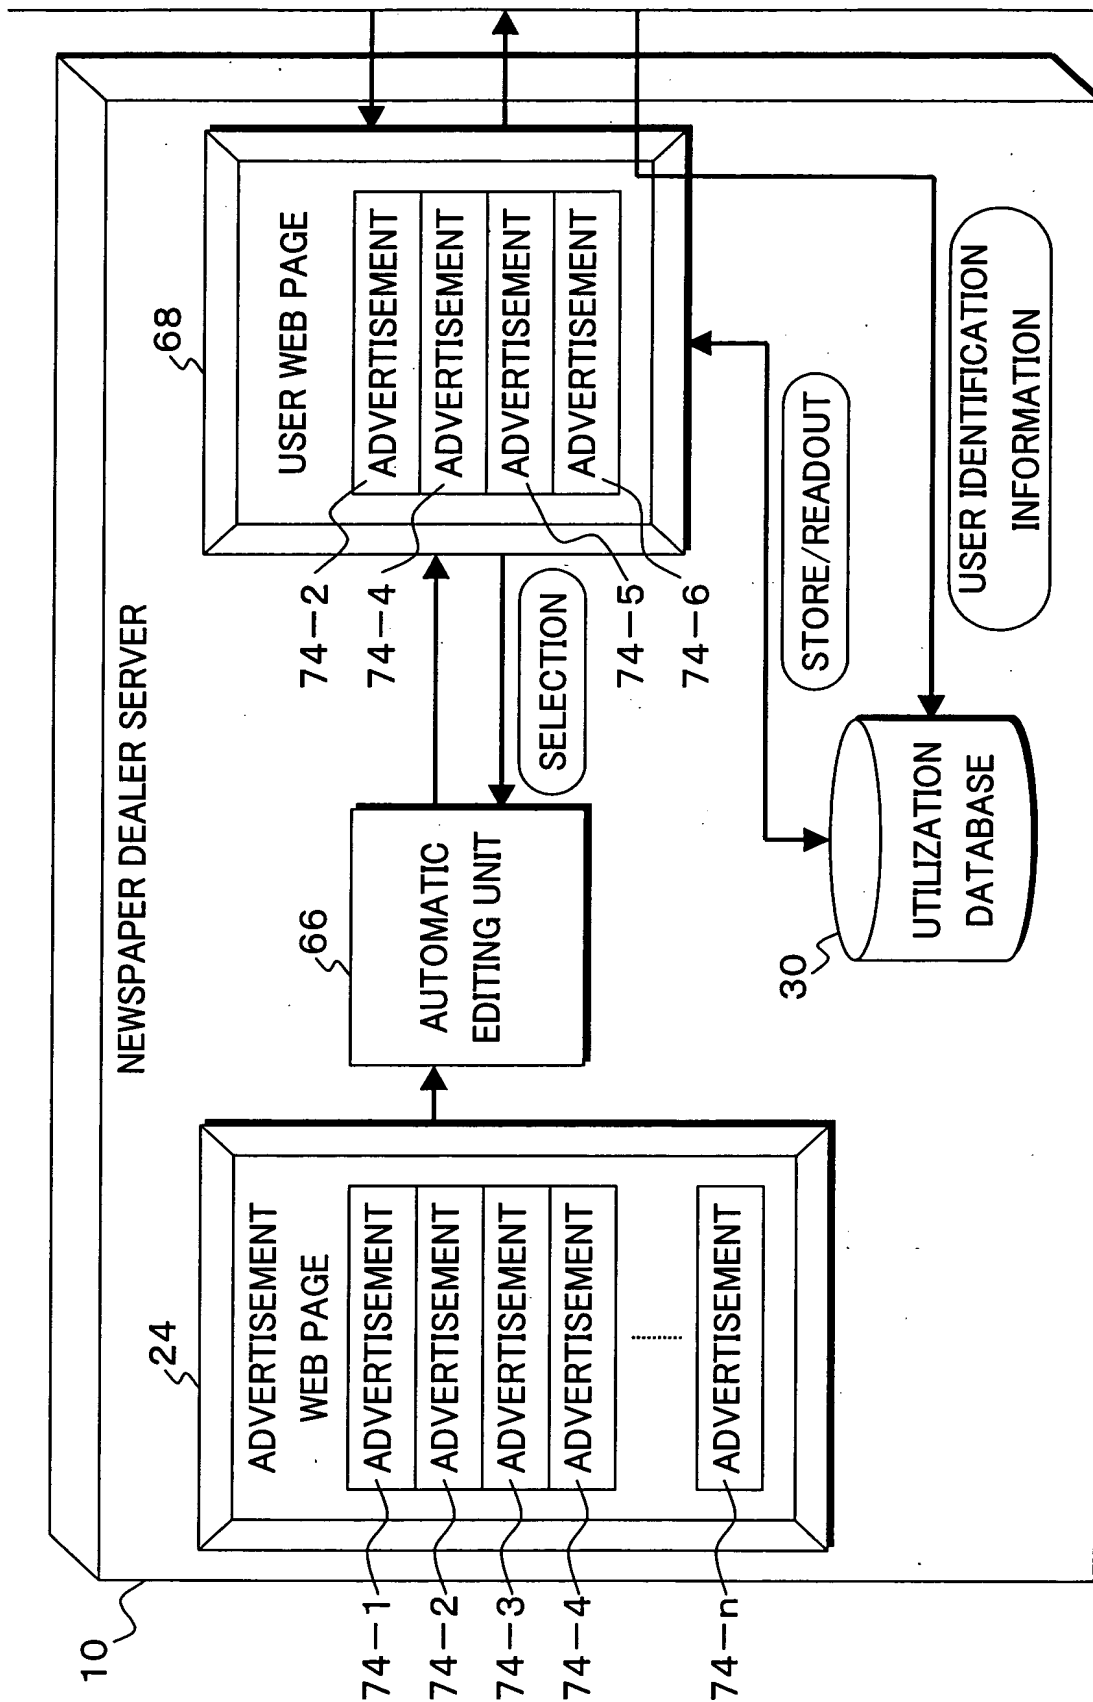 10
NEWSPAPER DEALER SERVER
24
ADVERTISEMENT
WEB PAGE
74-1
ADVERTISEMENT
74-2
ADVERTISEMENT
74-3
ADVERTISEMENT
74-4
ADVERTISEMENT
74-n
ADVERTISEMENT
66
AUTOMATIC
EDITING UNIT
SELECTION
68
USER WEB PAGE
74-2
ADVERTISEMENT
74-4
ADVERTISEMENT
74-5
ADVERTISEMENT
74-6
ADVERTISEMENT
STORE/READOUT
30
UTILIZATION
DATABASE
USER IDENTIFICATION
INFORMATION